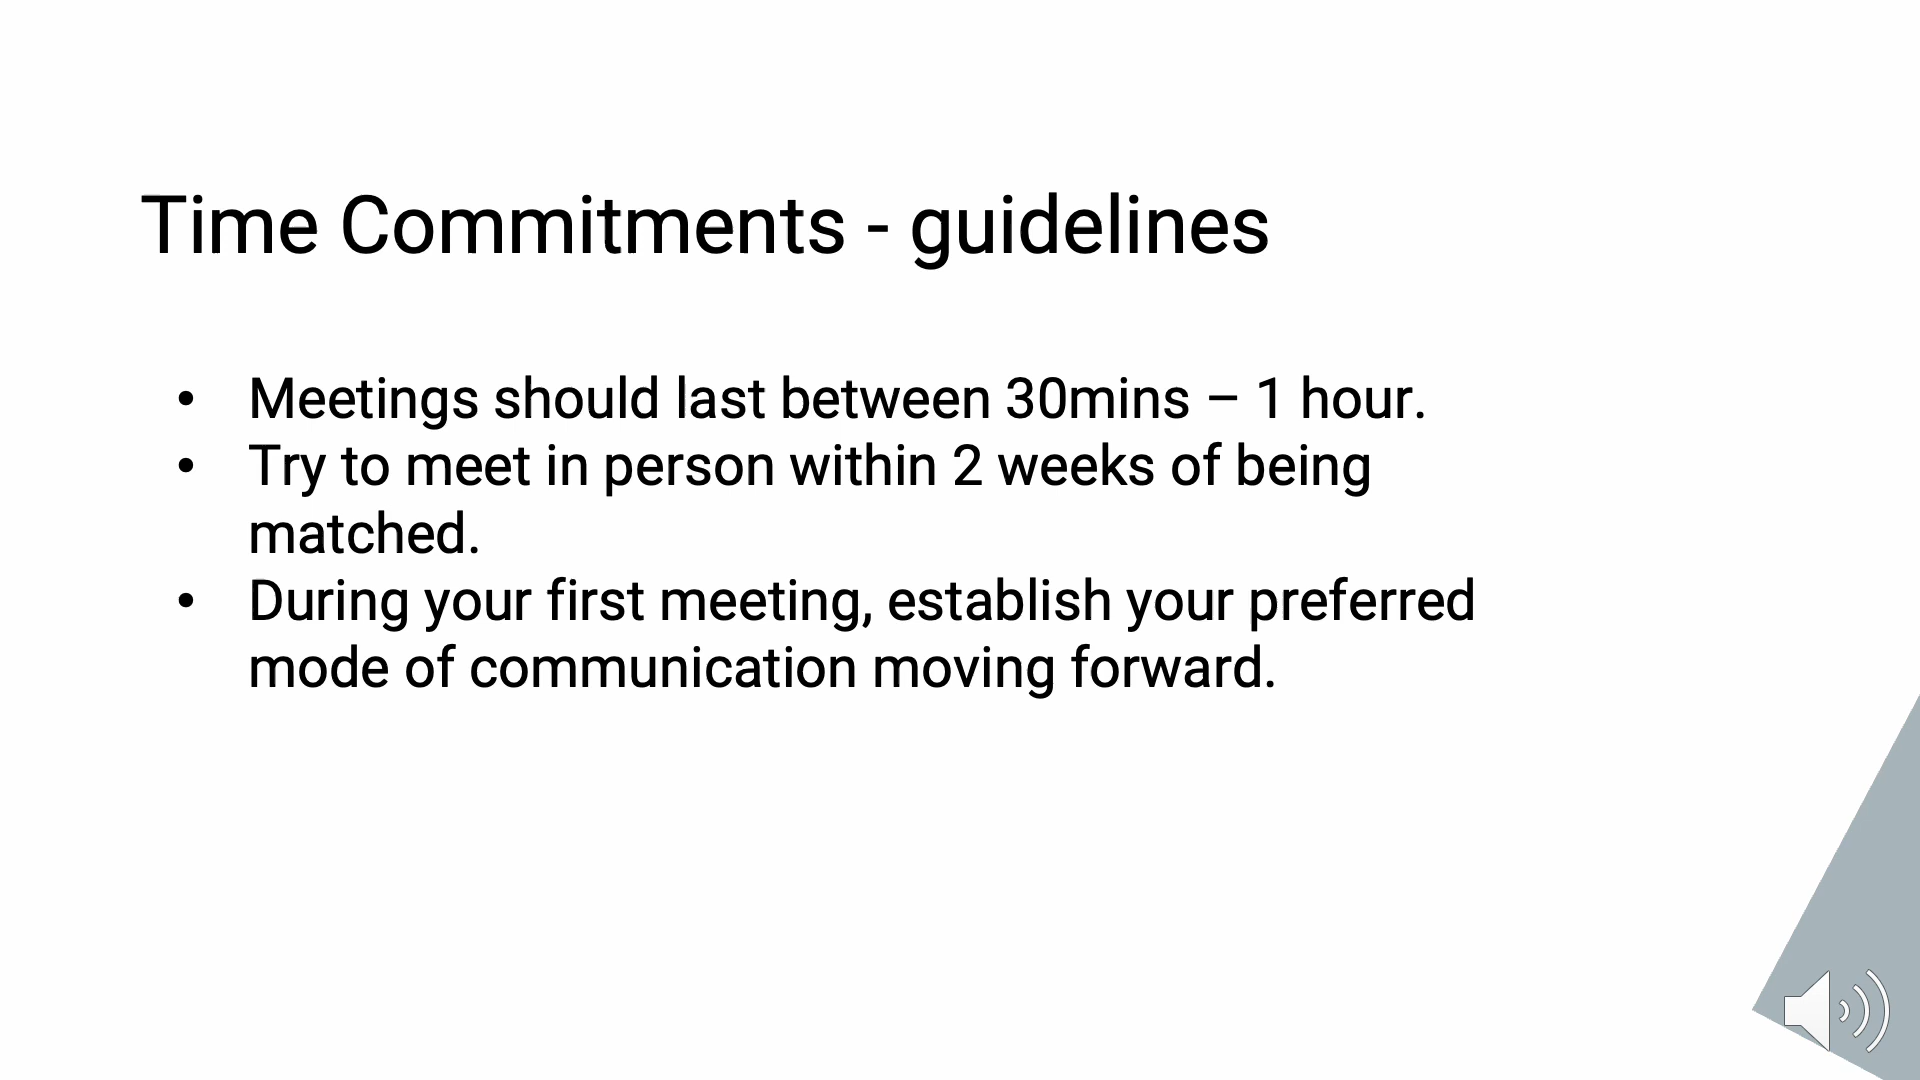 Time Commitments - guidelines
• Meetings should last between 30mins – 1 hour.
• Try to meet in person within 2 weeks of being
matched.
• During your first meeting, establish your preferred
mode of communication moving forward.